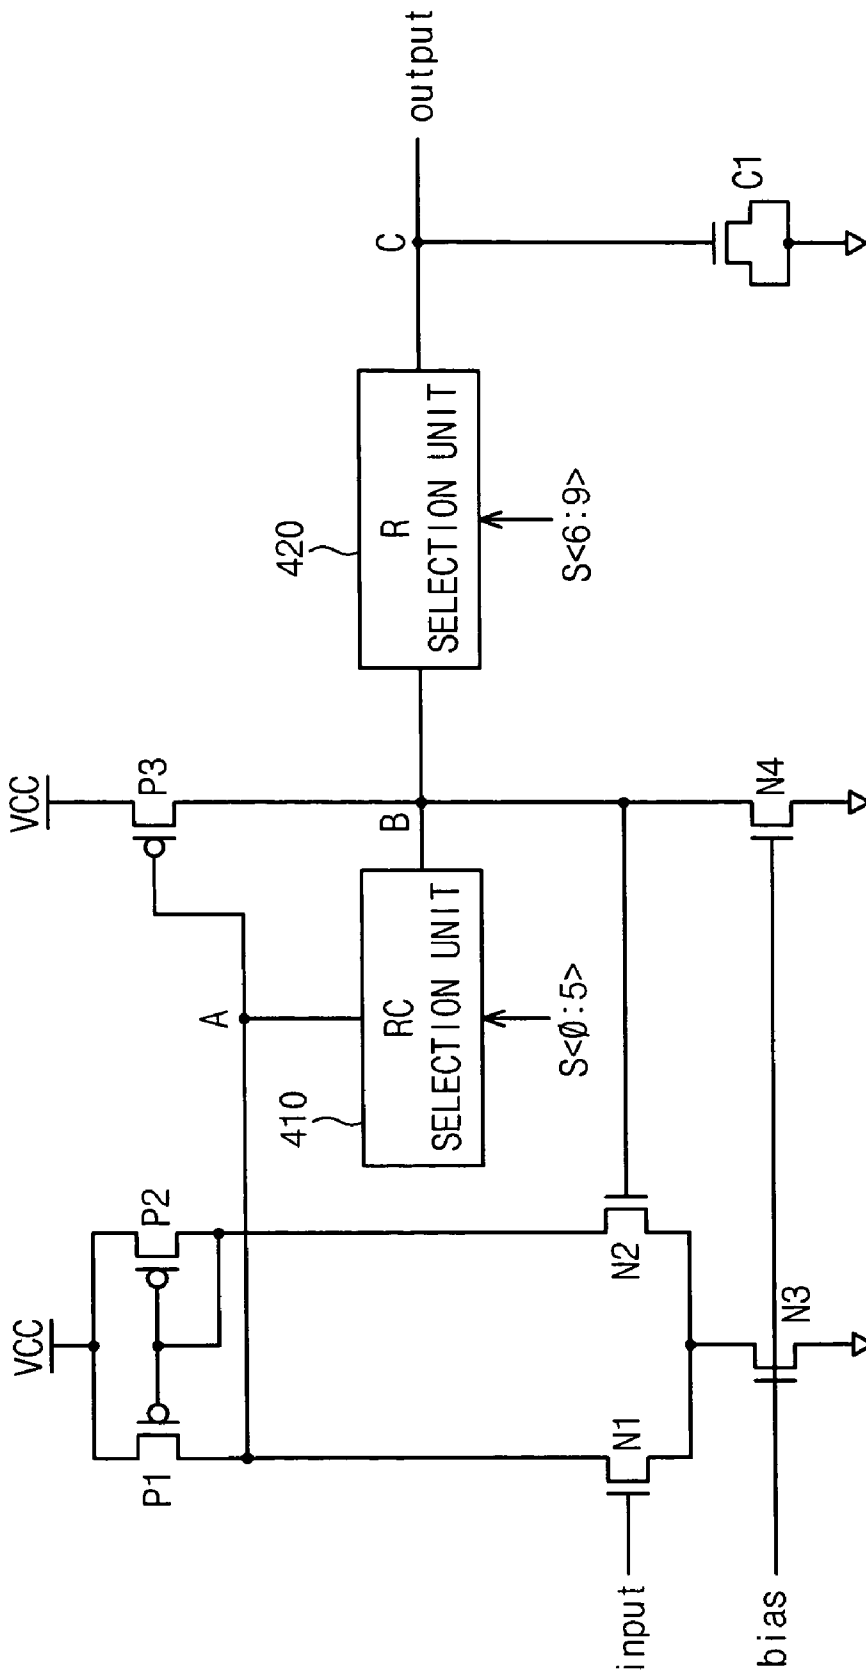 VCC
VCC
P1
P2
P3
A
B
C
output
410
RC
SELECTION UNIT
S<0:5>
420
R
SELECTION UNIT
S<6:9>
C1
input
N1
N2
bias
N3
N4